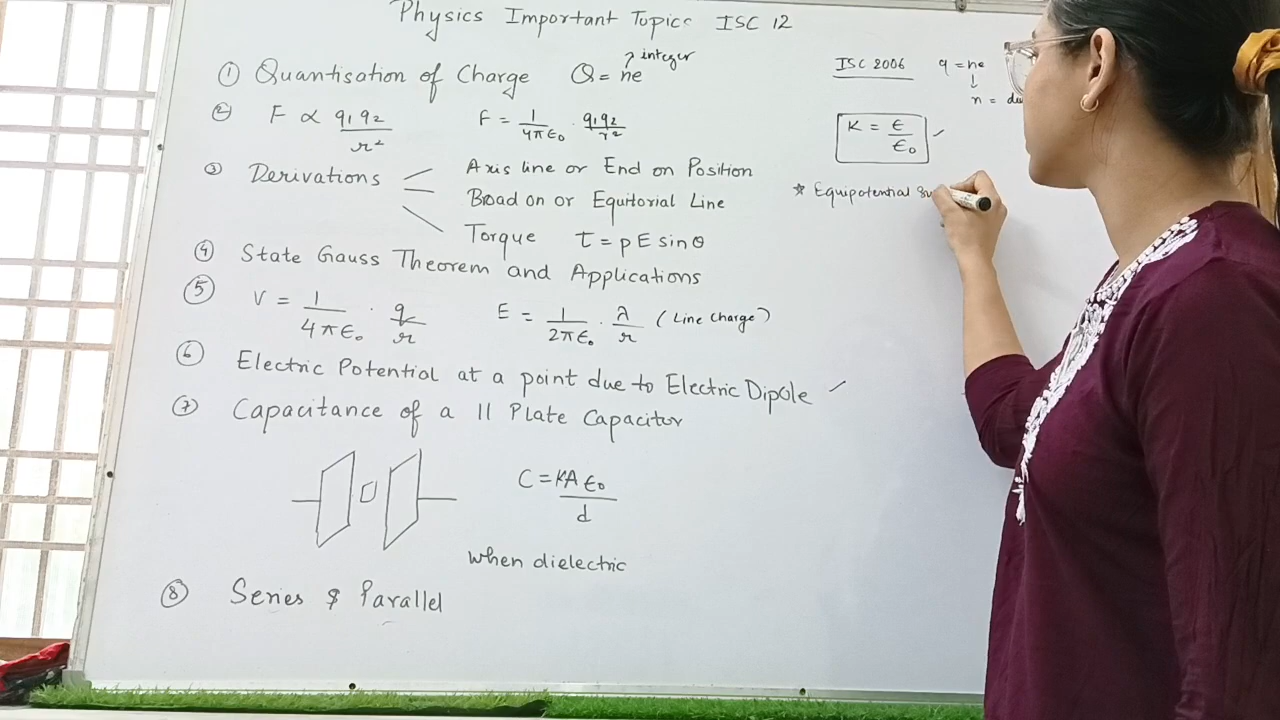 Physics Important Topics ISC 12
① Quantisation of Charge Q = ne ↗ integer
② F ∝ q₁q₂/r² F = 1/4πε₀ · q₁q₂/r²
③ Derivations
Axis line or End on Position
Broad on or Equitorial Line
Torque τ = pE sinθ
④ State Gauss Theorem and Applications
⑤ V = 1/4πε₀ · q/r E = 1/2πε₀ · λ/r (Line charge)
⑥ Electric Potential at a point due to Electric Dipole ✓
⑦ Capacitance of a || Plate Capacitor
C = KAε₀/d
when dielectric
⑧ Series & Parallel
ISC 2006 q = ne
↓
n =
K = ε/ε₀ ✓
* Equipotential